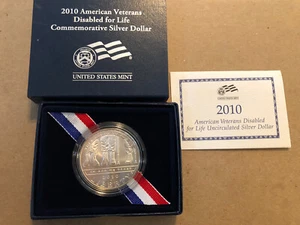 2010 American Veterans
Disabled for Life
Commemorative Silver Dollar
UNITED STATES MINT
2010
American Veterans Disabled
for Life Uncirculated Silver Dollar